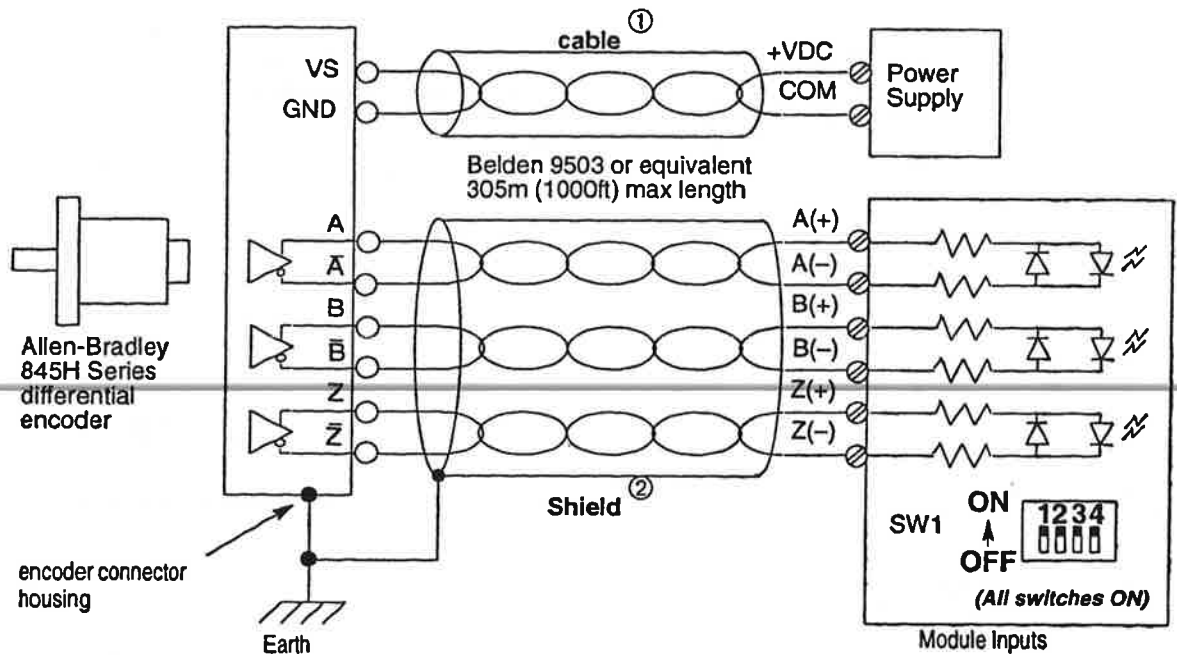 cable ①
VS
GND
+VDC
COM
Power
Supply
Belden 9503 or equivalent
305m (1000ft) max length
Allen-Bradley
845H Series
differential
encoder
A
A̅
B
B̅
Z
Z̅
A(+)
A(–)
B(+)
B(–)
Z(+)
Z(–)
Shield ②
encoder connector
housing
Earth
SW1
ON
OFF
1234
(All switches ON)
Module Inputs